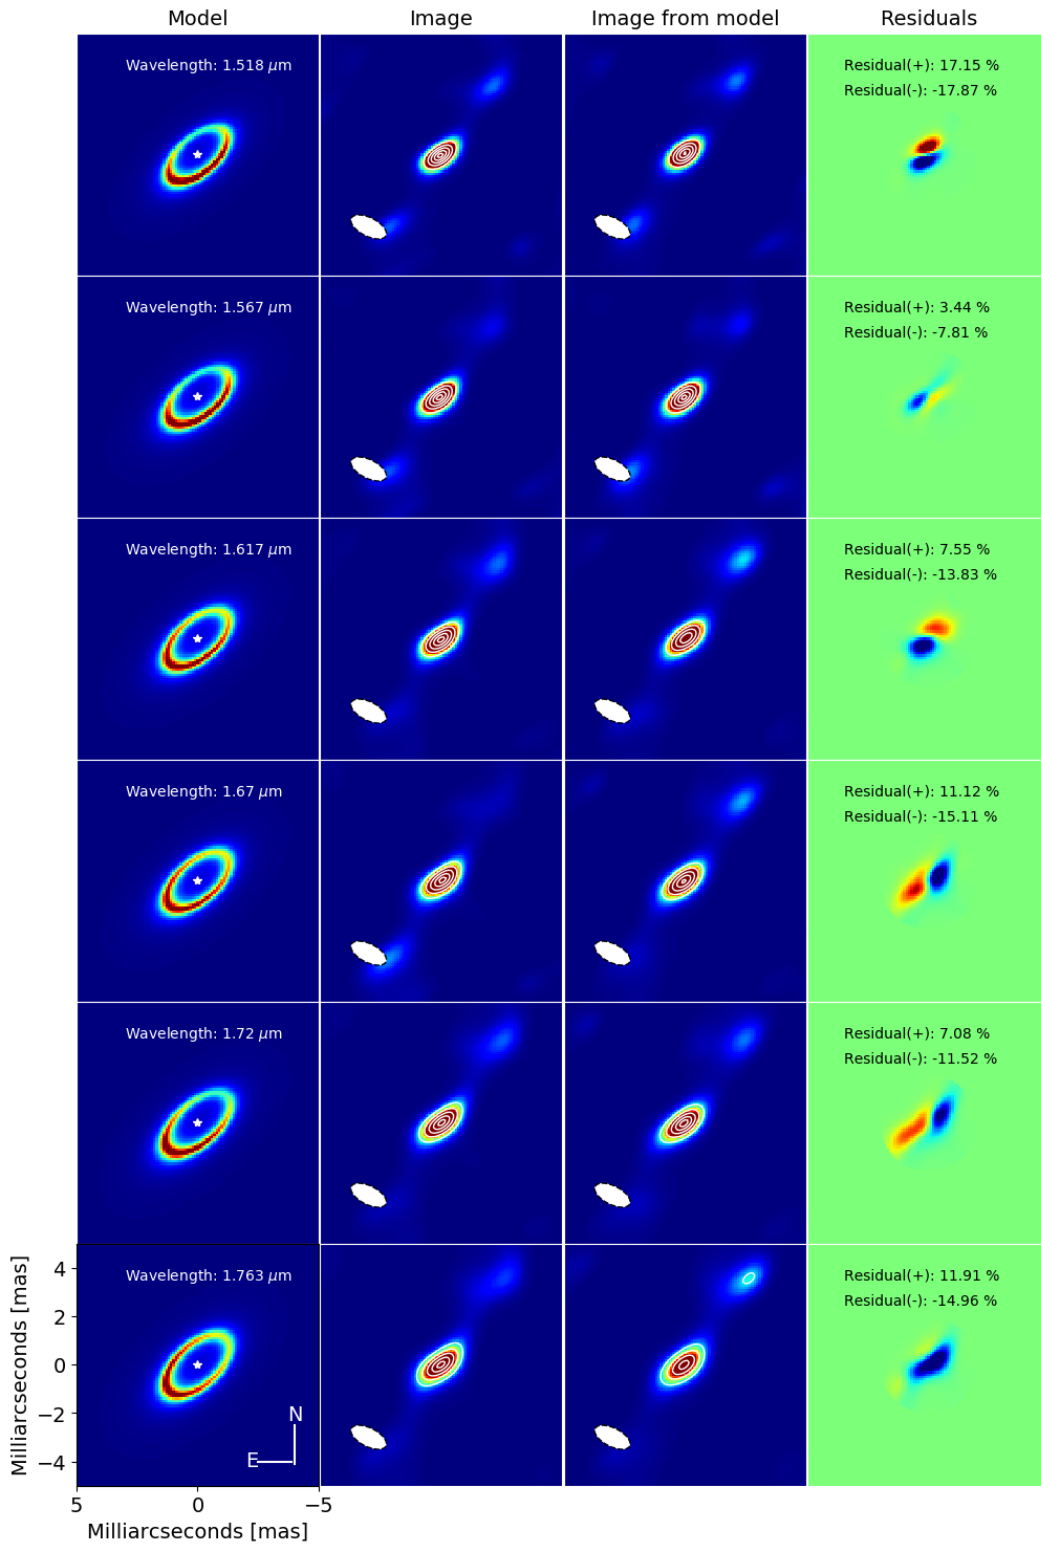 Model Image Image from model Residuals
Wavelength: 1.518 μm
Residual(+): 17.15 %
Residual(-): -17.87 %
Wavelength: 1.567 μm
Residual(+): 3.44 %
Residual(-): -7.81 %
Wavelength: 1.617 μm
Residual(+): 7.55 %
Residual(-): -13.83 %
Wavelength: 1.67 μm
Residual(+): 11.12 %
Residual(-): -15.11 %
Wavelength: 1.72 μm
Residual(+): 7.08 %
Residual(-): -11.52 %
Wavelength: 1.763 μm
Residual(+): 11.91 %
Residual(-): -14.96 %
4
2
0
−2
−4
Milliarcseconds [mas]
N
E
5 0 −5
Milliarcseconds [mas]